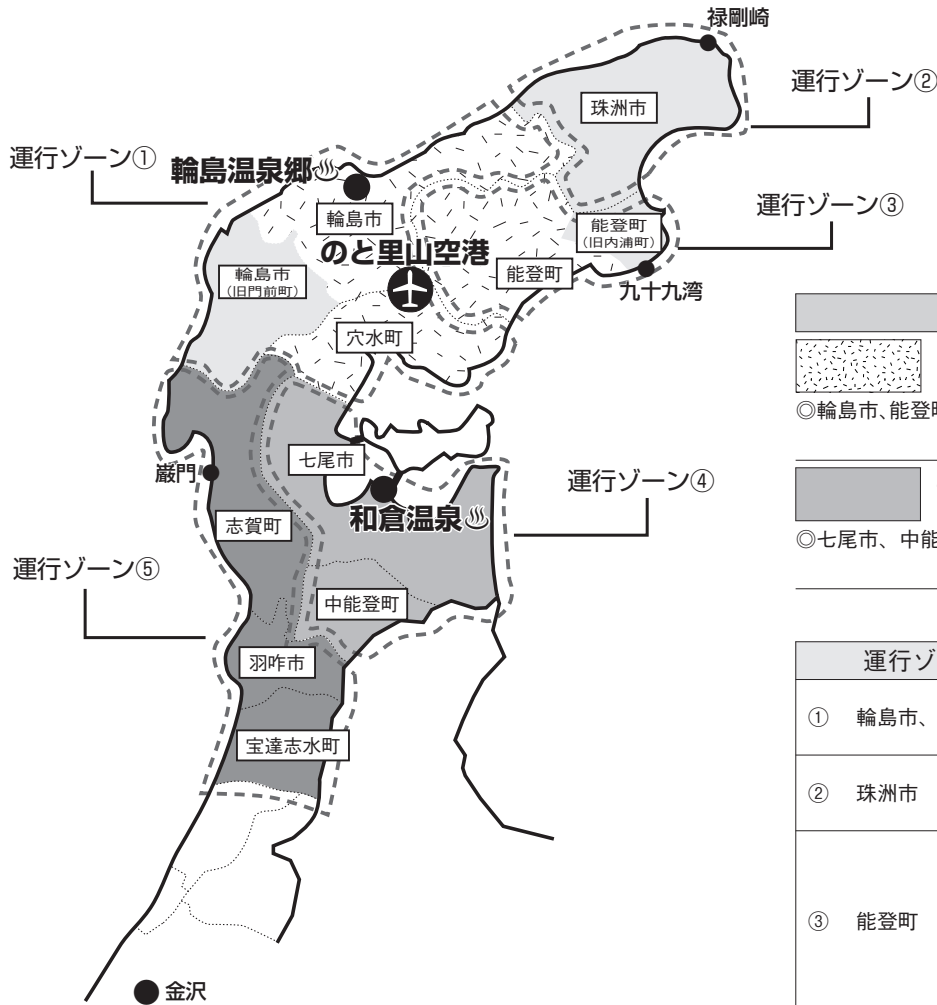 禄剛崎
運行ゾーン②
珠洲市
運行ゾーン①
輪島温泉郷♨
輪島市
運行ゾーン③
能登町
(旧内浦町)
のと里山空港
輪島市
(旧門前町)
能登町
九十九湾
穴水町
◎輪島市、能登町
七尾市
巌門
運行ゾーン④
和倉温泉♨
志賀町
◎七尾市、中能
運行ゾーン⑤
中能登町
羽咋市
運行ゾ
① 輪島市、
宝達志水町
② 珠洲市
③ 能登町
金沢